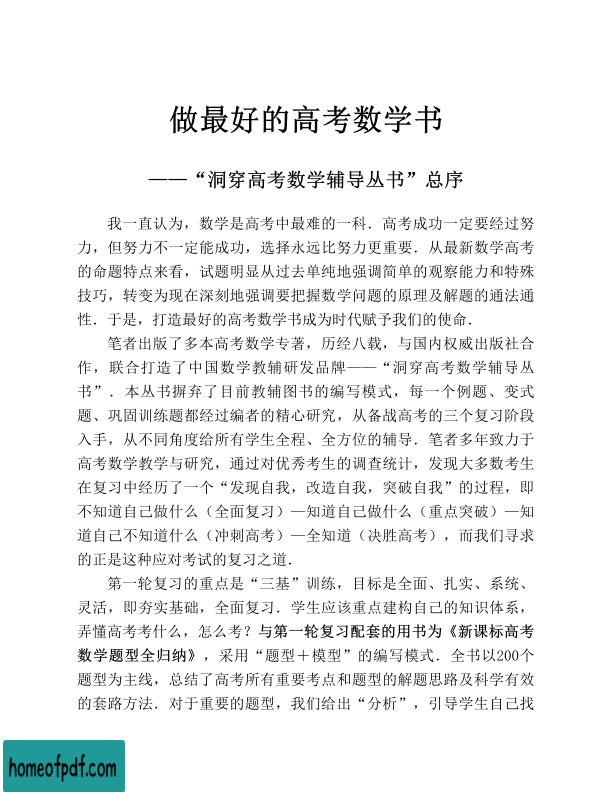 做最好的高考数学书
——“洞穿高考数学辅导丛书”总序
我一直认为，数学是高考中最难的一科．高考成功一定要经过努
力，但努力不一定能成功，选择永远比努力更重要．从最新数学高考
的命题特点来看，试题明显从过去单纯地强调简单的观察能力和特殊
技巧，转变为现在深刻地强调要把握数学问题的原理及解题的通法通
性．于是，打造最好的高考数学书成为时代赋予我们的使命．
笔者出版了多本高考数学专著，历经八载，与国内权威出版社合
作，联合打造了中国数学教辅研发品牌——“洞穿高考数学辅导丛
书”．本丛书摒弃了目前教辅图书的编写模式，每一个例题、变式
题、巩固训练题都经过编者的精心研究，从备战高考的三个复习阶段
入手，从不同角度给所有学生全程、全方位的辅导．笔者多年致力于
高考数学教学与研究，通过对优秀考生的调查统计，发现大多数考生
在复习中经历了一个“发现自我，改造自我，突破自我”的过程，即
不知道自己做什么（全面复习）—知道自己做什么（重点突破）—知
道自己不知道什么（冲刺高考）—全知道（决胜高考），而我们寻求
的正是这种应对考试的复习之道．
第一轮复习的重点是“三基”训练，目标是全面、扎实、系统、
灵活，即夯实基础，全面复习．学生应该重点建构自己的知识体系，
弄懂高考考什么，怎么考？与第一轮复习配套的用书为《新课标高考
数学题型全归纳》，采用“题型＋模型”的编写模式．全书以200个
题型为主线，总结了高考所有重要考点和题型的解题思路及科学有效
的套路方法．对于重要的题型，我们给出“分析”，引导学生自己找
homeofpdf.com